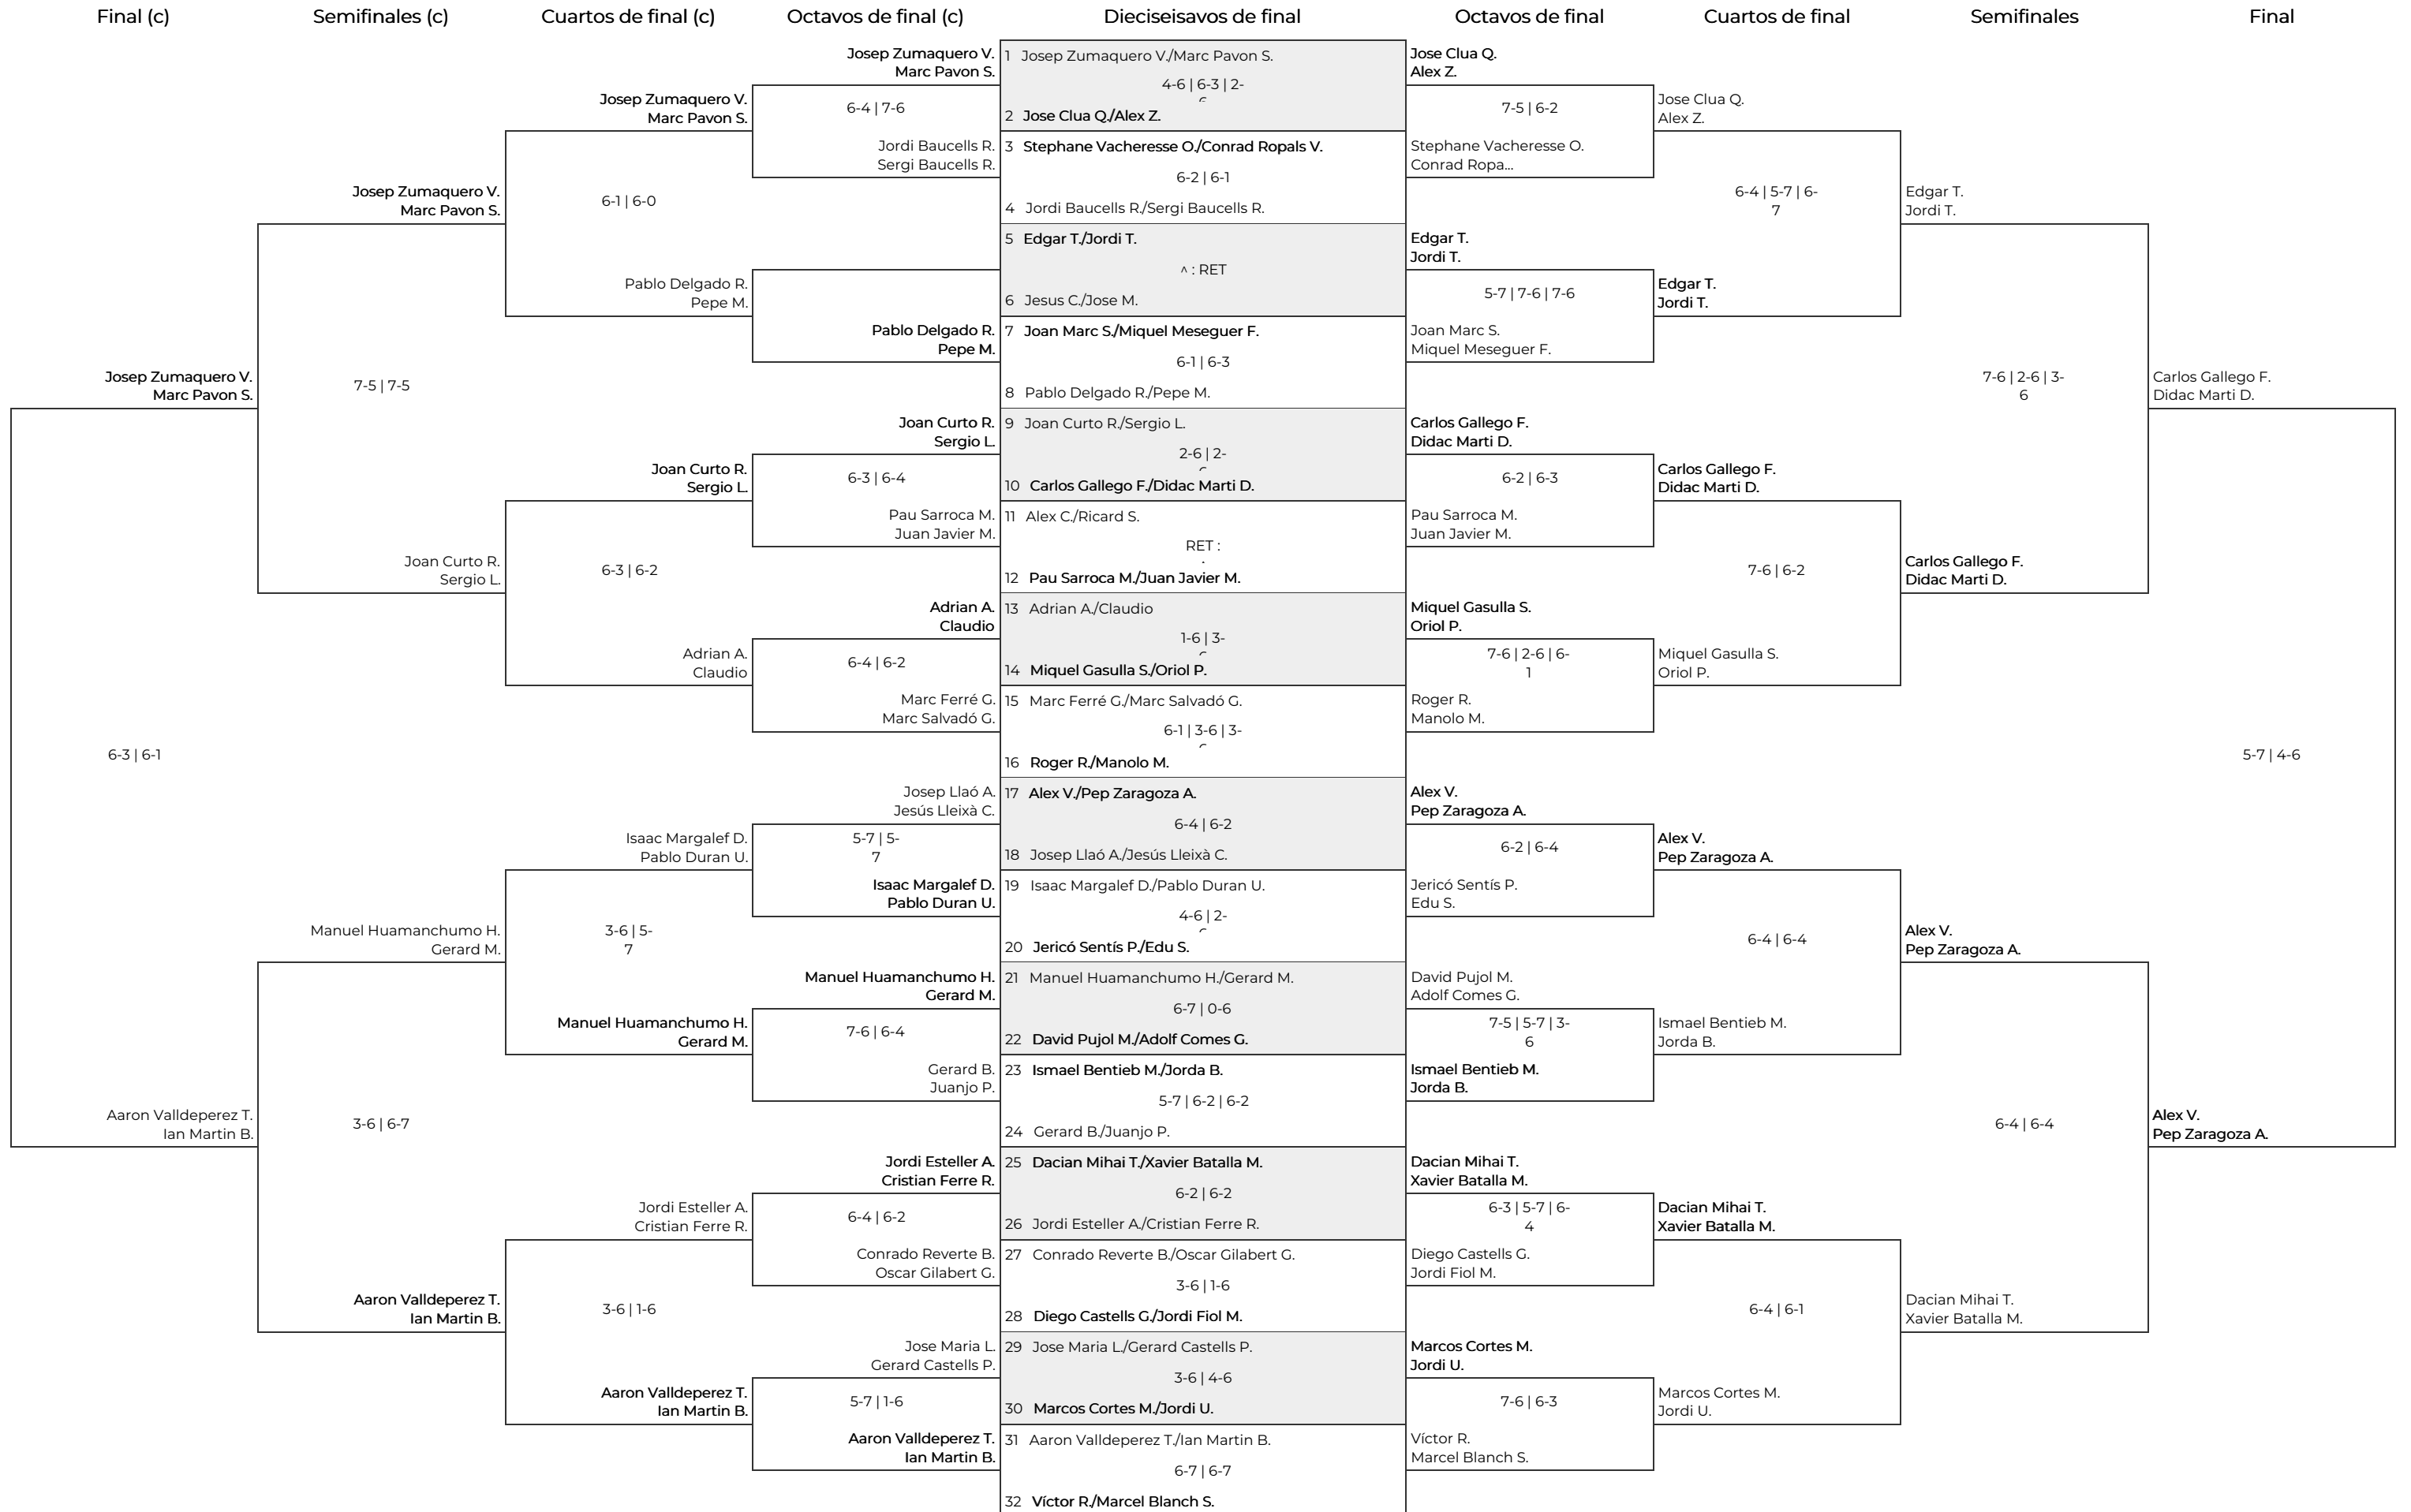 Final (c)
Semifinales (c)
Cuartos de final (c)
Octavos de final (c)
Dieciseisavos de final
Octavos de final
Cuartos de final
Semifinales
Final
Josep Zumaquero V.
Marc Pavon S.
6-3 | 6-1
Aaron Valldeperez T.
Ian Martin B.
Josep Zumaquero V.
Marc Pavon S.
7-5 | 7-5
Joan Curto R.
Sergio L.
Manuel Huamanchumo H.
Gerard M.
3-6 | 6-7
Aaron Valldeperez T.
Ian Martin B.
Josep Zumaquero V.
Marc Pavon S.
6-1 | 6-0
Pablo Delgado R.
Pepe M.
Joan Curto R.
Sergio L.
6-3 | 6-2
Adrian A.
Claudio
Isaac Margalef D.
Pablo Duran U.
3-6 | 5-
7
Manuel Huamanchumo H.
Gerard M.
Jordi Esteller A.
Cristian Ferre R.
3-6 | 1-6
Aaron Valldeperez T.
Ian Martin B.
Josep Zumaquero V.
Marc Pavon S.
6-4 | 7-6
Jordi Baucells R.
Sergi Baucells R.
Pablo Delgado R.
Pepe M.
Joan Curto R.
Sergio L.
6-3 | 6-4
Pau Sarroca M.
Juan Javier M.
Adrian A.
Claudio
6-4 | 6-2
Marc Ferré G.
Marc Salvadó G.
Josep Llaó A.
Jesús Lleixà C.
5-7 | 5-
7
Isaac Margalef D.
Pablo Duran U.
Manuel Huamanchumo H.
Gerard M.
7-6 | 6-4
Gerard B.
Juanjo P.
Jordi Esteller A.
Cristian Ferre R.
6-4 | 6-2
Conrado Reverte B.
Oscar Gilabert G.
Jose Maria L.
Gerard Castells P.
5-7 | 1-6
Aaron Valldeperez T.
Ian Martin B.
1 Josep Zumaquero V./Marc Pavon S.
4-6 | 6-3 | 2-
2 Jose Clua Q./Alex Z.
3 Stephane Vacheresse O./Conrad Ropals V.
6-2 | 6-1
4 Jordi Baucells R./Sergi Baucells R.
5 Edgar T./Jordi T.
^ : RET
6 Jesus C./Jose M.
7 Joan Marc S./Miquel Meseguer F.
6-1 | 6-3
8 Pablo Delgado R./Pepe M.
9 Joan Curto R./Sergio L.
2-6 | 2-
10 Carlos Gallego F./Didac Marti D.
11 Alex C./Ricard S.
RET :
12 Pau Sarroca M./Juan Javier M.
13 Adrian A./Claudio
1-6 | 3-
14 Miquel Gasulla S./Oriol P.
15 Marc Ferré G./Marc Salvadó G.
6-1 | 3-6 | 3-
16 Roger R./Manolo M.
17 Alex V./Pep Zaragoza A.
6-4 | 6-2
18 Josep Llaó A./Jesús Lleixà C.
19 Isaac Margalef D./Pablo Duran U.
4-6 | 2-
20 Jericó Sentís P./Edu S.
21 Manuel Huamanchumo H./Gerard M.
6-7 | 0-6
22 David Pujol M./Adolf Comes G.
23 Ismael Bentieb M./Jorda B.
5-7 | 6-2 | 6-2
24 Gerard B./Juanjo P.
25 Dacian Mihai T./Xavier Batalla M.
6-2 | 6-2
26 Jordi Esteller A./Cristian Ferre R.
27 Conrado Reverte B./Oscar Gilabert G.
3-6 | 1-6
28 Diego Castells G./Jordi Fiol M.
29 Jose Maria L./Gerard Castells P.
3-6 | 4-6
30 Marcos Cortes M./Jordi U.
31 Aaron Valldeperez T./Ian Martin B.
6-7 | 6-7
32 Víctor R./Marcel Blanch S.
Jose Clua Q.
Alex Z.
7-5 | 6-2
Stephane Vacheresse O.
Conrad Ropa...
Edgar T.
Jordi T.
5-7 | 7-6 | 7-6
Joan Marc S.
Miquel Meseguer F.
Carlos Gallego F.
Didac Marti D.
6-2 | 6-3
Pau Sarroca M.
Juan Javier M.
Miquel Gasulla S.
Oriol P.
7-6 | 2-6 | 6-
1
Roger R.
Manolo M.
Alex V.
Pep Zaragoza A.
6-2 | 6-4
Jericó Sentís P.
Edu S.
David Pujol M.
Adolf Comes G.
7-5 | 5-7 | 3-
6
Ismael Bentieb M.
Jorda B.
Dacian Mihai T.
Xavier Batalla M.
6-3 | 5-7 | 6-
4
Diego Castells G.
Jordi Fiol M.
Marcos Cortes M.
Jordi U.
7-6 | 6-3
Víctor R.
Marcel Blanch S.
Jose Clua Q.
Alex Z.
6-4 | 5-7 | 6-
7
Edgar T.
Jordi T.
Carlos Gallego F.
Didac Marti D.
7-6 | 6-2
Miquel Gasulla S.
Oriol P.
Alex V.
Pep Zaragoza A.
6-4 | 6-4
Ismael Bentieb M.
Jorda B.
Dacian Mihai T.
Xavier Batalla M.
6-4 | 6-1
Marcos Cortes M.
Jordi U.
Edgar T.
Jordi T.
7-6 | 2-6 | 3-
6
Carlos Gallego F.
Didac Marti D.
Alex V.
Pep Zaragoza A.
6-4 | 6-4
Dacian Mihai T.
Xavier Batalla M.
Carlos Gallego F.
Didac Marti D.
5-7 | 4-6
Alex V.
Pep Zaragoza A.